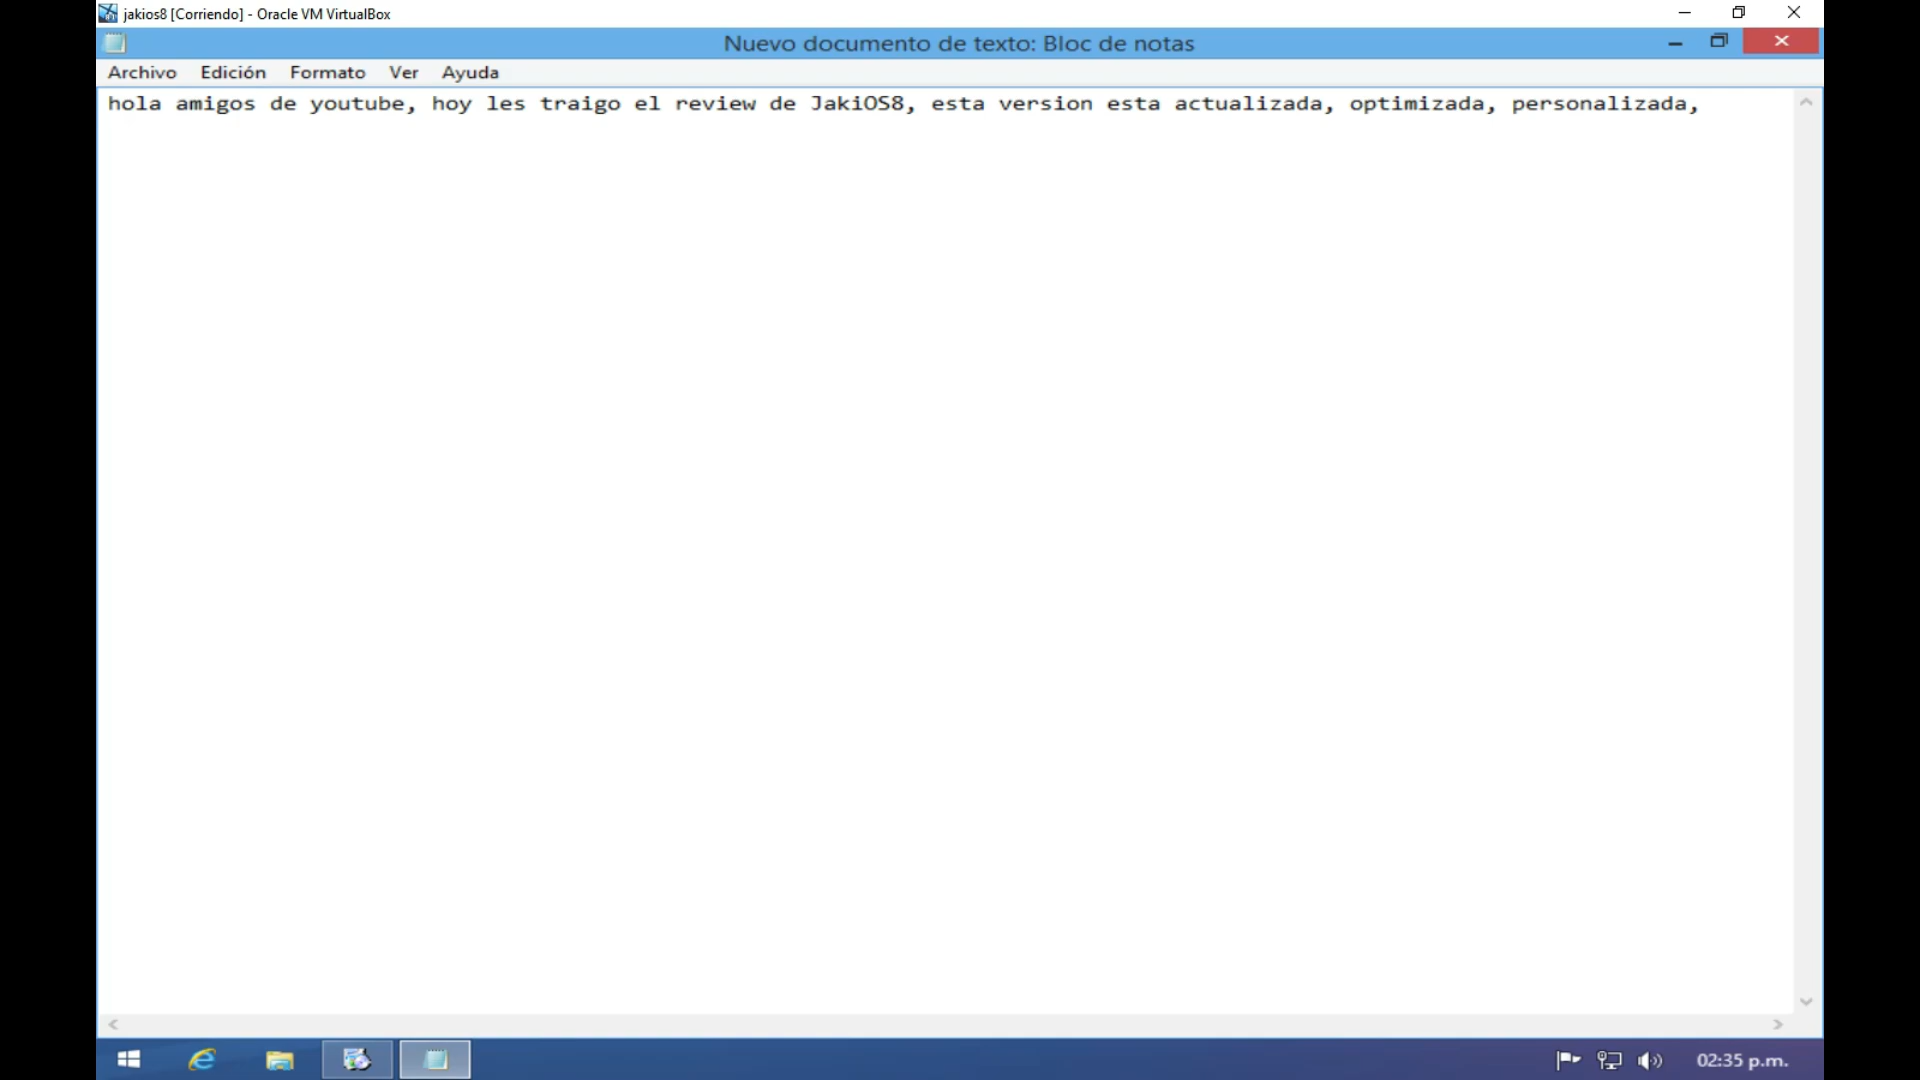 jakios8 [Corriendo] - Oracle VM VirtualBox
Nuevo documento de texto: Bloc de notas
Archivo Edición Formato Ver Ayuda
hola amigos de youtube, hoy les traigo el review de JakiOS8, esta version esta actualizada, optimizada, personalizada,
02:35 p.m.